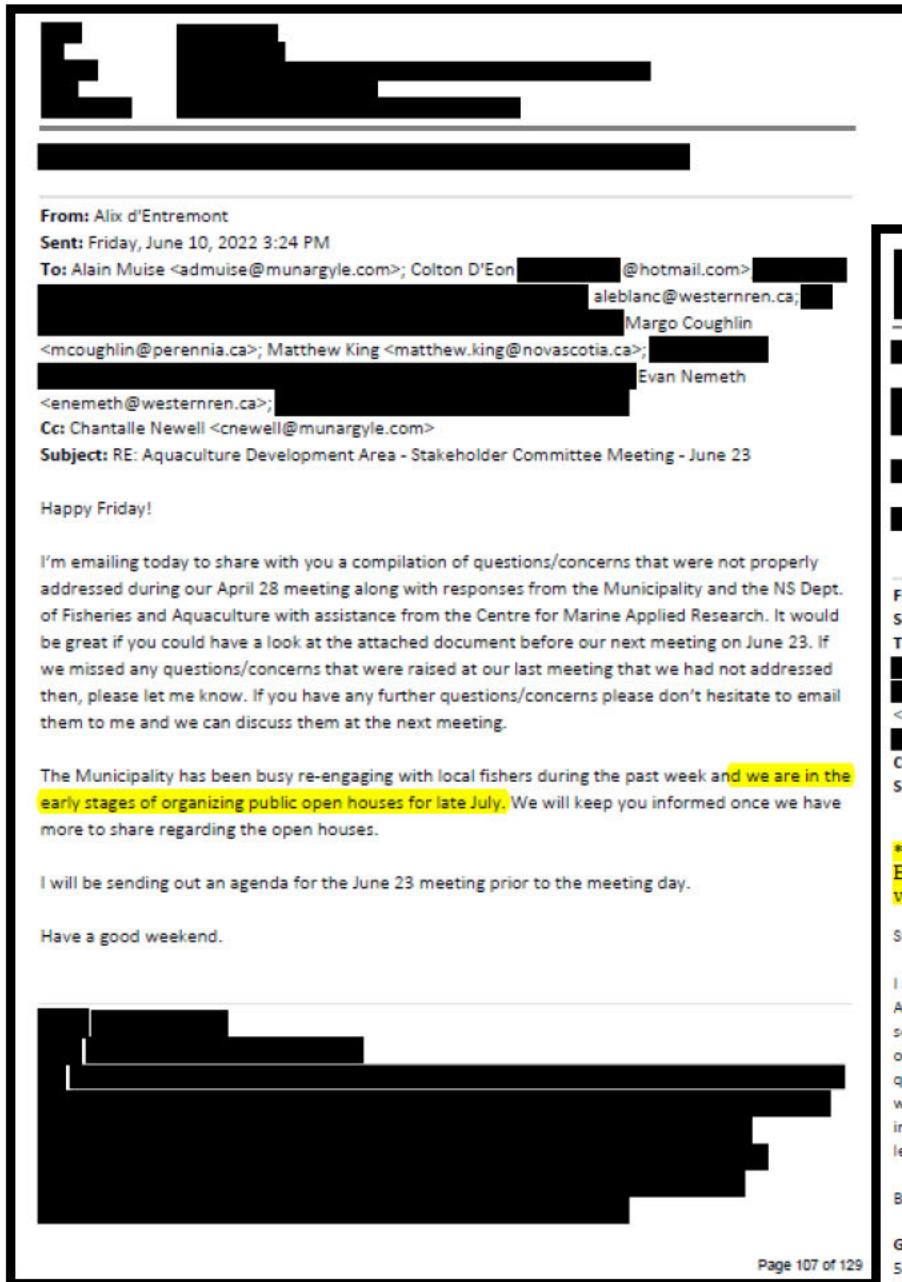 From: Alix d'Entremont
Sent: Friday, June 10, 2022 3:24 PM
To: Alain Muise <admuise@munargyle.com>; Colton D'Eon @hotmail.com>
aleblanc@westernren.ca;
Margo Coughlin
<mcoughlin@perennia.ca>; Matthew King <matthew.king@novascotia.ca>;
Evan Nemeth
<enemeth@westernren.ca>;
Cc: Chantalle Newell <cnewell@munargyle.com>
Subject: RE: Aquaculture Development Area - Stakeholder Committee Meeting - June 23
Happy Friday!
I'm emailing today to share with you a compilation of questions/concerns that were not properly
addressed during our April 28 meeting along with responses from the Municipality and the NS Dept.
of Fisheries and Aquaculture with assistance from the Centre for Marine Applied Research. It would
be great if you could have a look at the attached document before our next meeting on June 23. If
we missed any questions/concerns that were raised at our last meeting that we had not addressed
then, please let me know. If you have any further questions/concerns please don't hesitate to email
them to me and we can discuss them at the next meeting.
The Municipality has been busy re-engaging with local fishers during the past week and we are in the
early stages of organizing public open houses for late July. We will keep you informed once we have
more to share regarding the open houses.
I will be sending out an agenda for the June 23 meeting prior to the meeting day.
Have a good weekend.
Page 107 of 129